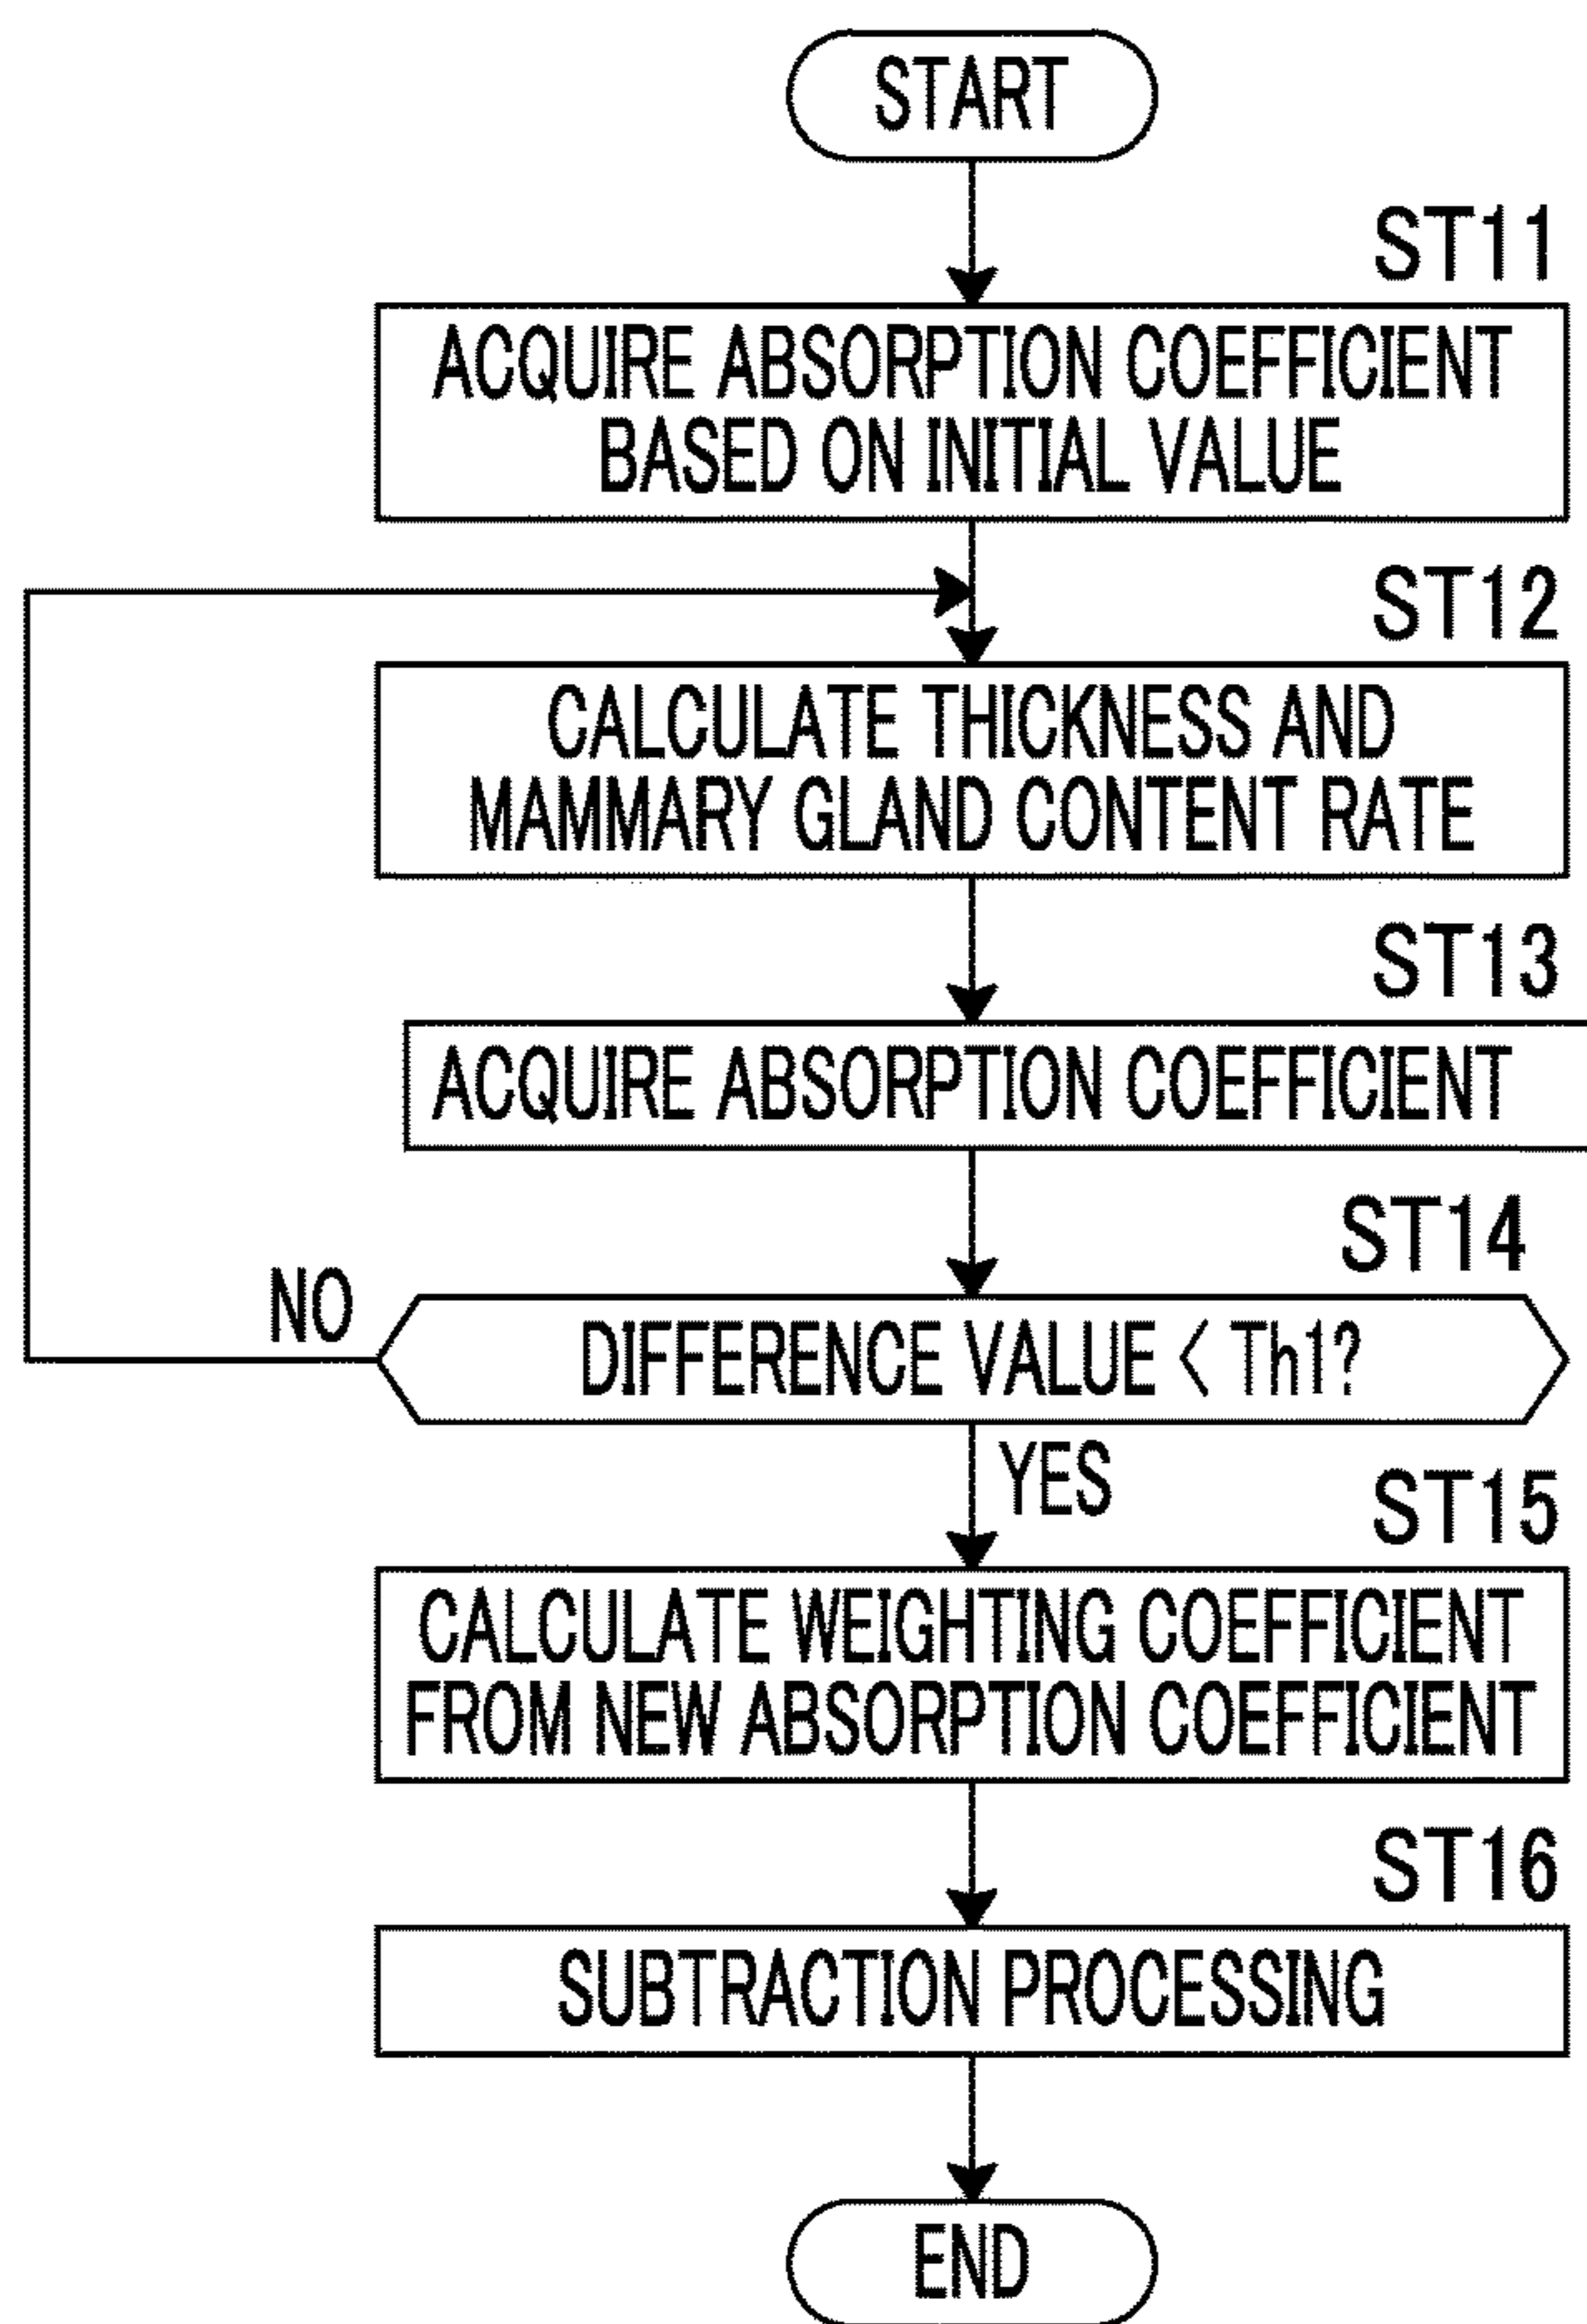 START
ST11
ACQUIRE ABSORPTION COEFFICIENT
BASED ON INITIAL VALUE
ST12
CALCULATE THICKNESS AND
MAMMARY GLAND CONTENT RATE
ST13
ACQUIRE ABSORPTION COEFFICIENT
ST14
NO
DIFFERENCE VALUE < Th1?
YES
ST15
CALCULATE WEIGHTING COEFFICIENT
FROM NEW ABSORPTION COEFFICIENT
ST16
SUBTRACTION PROCESSING
END